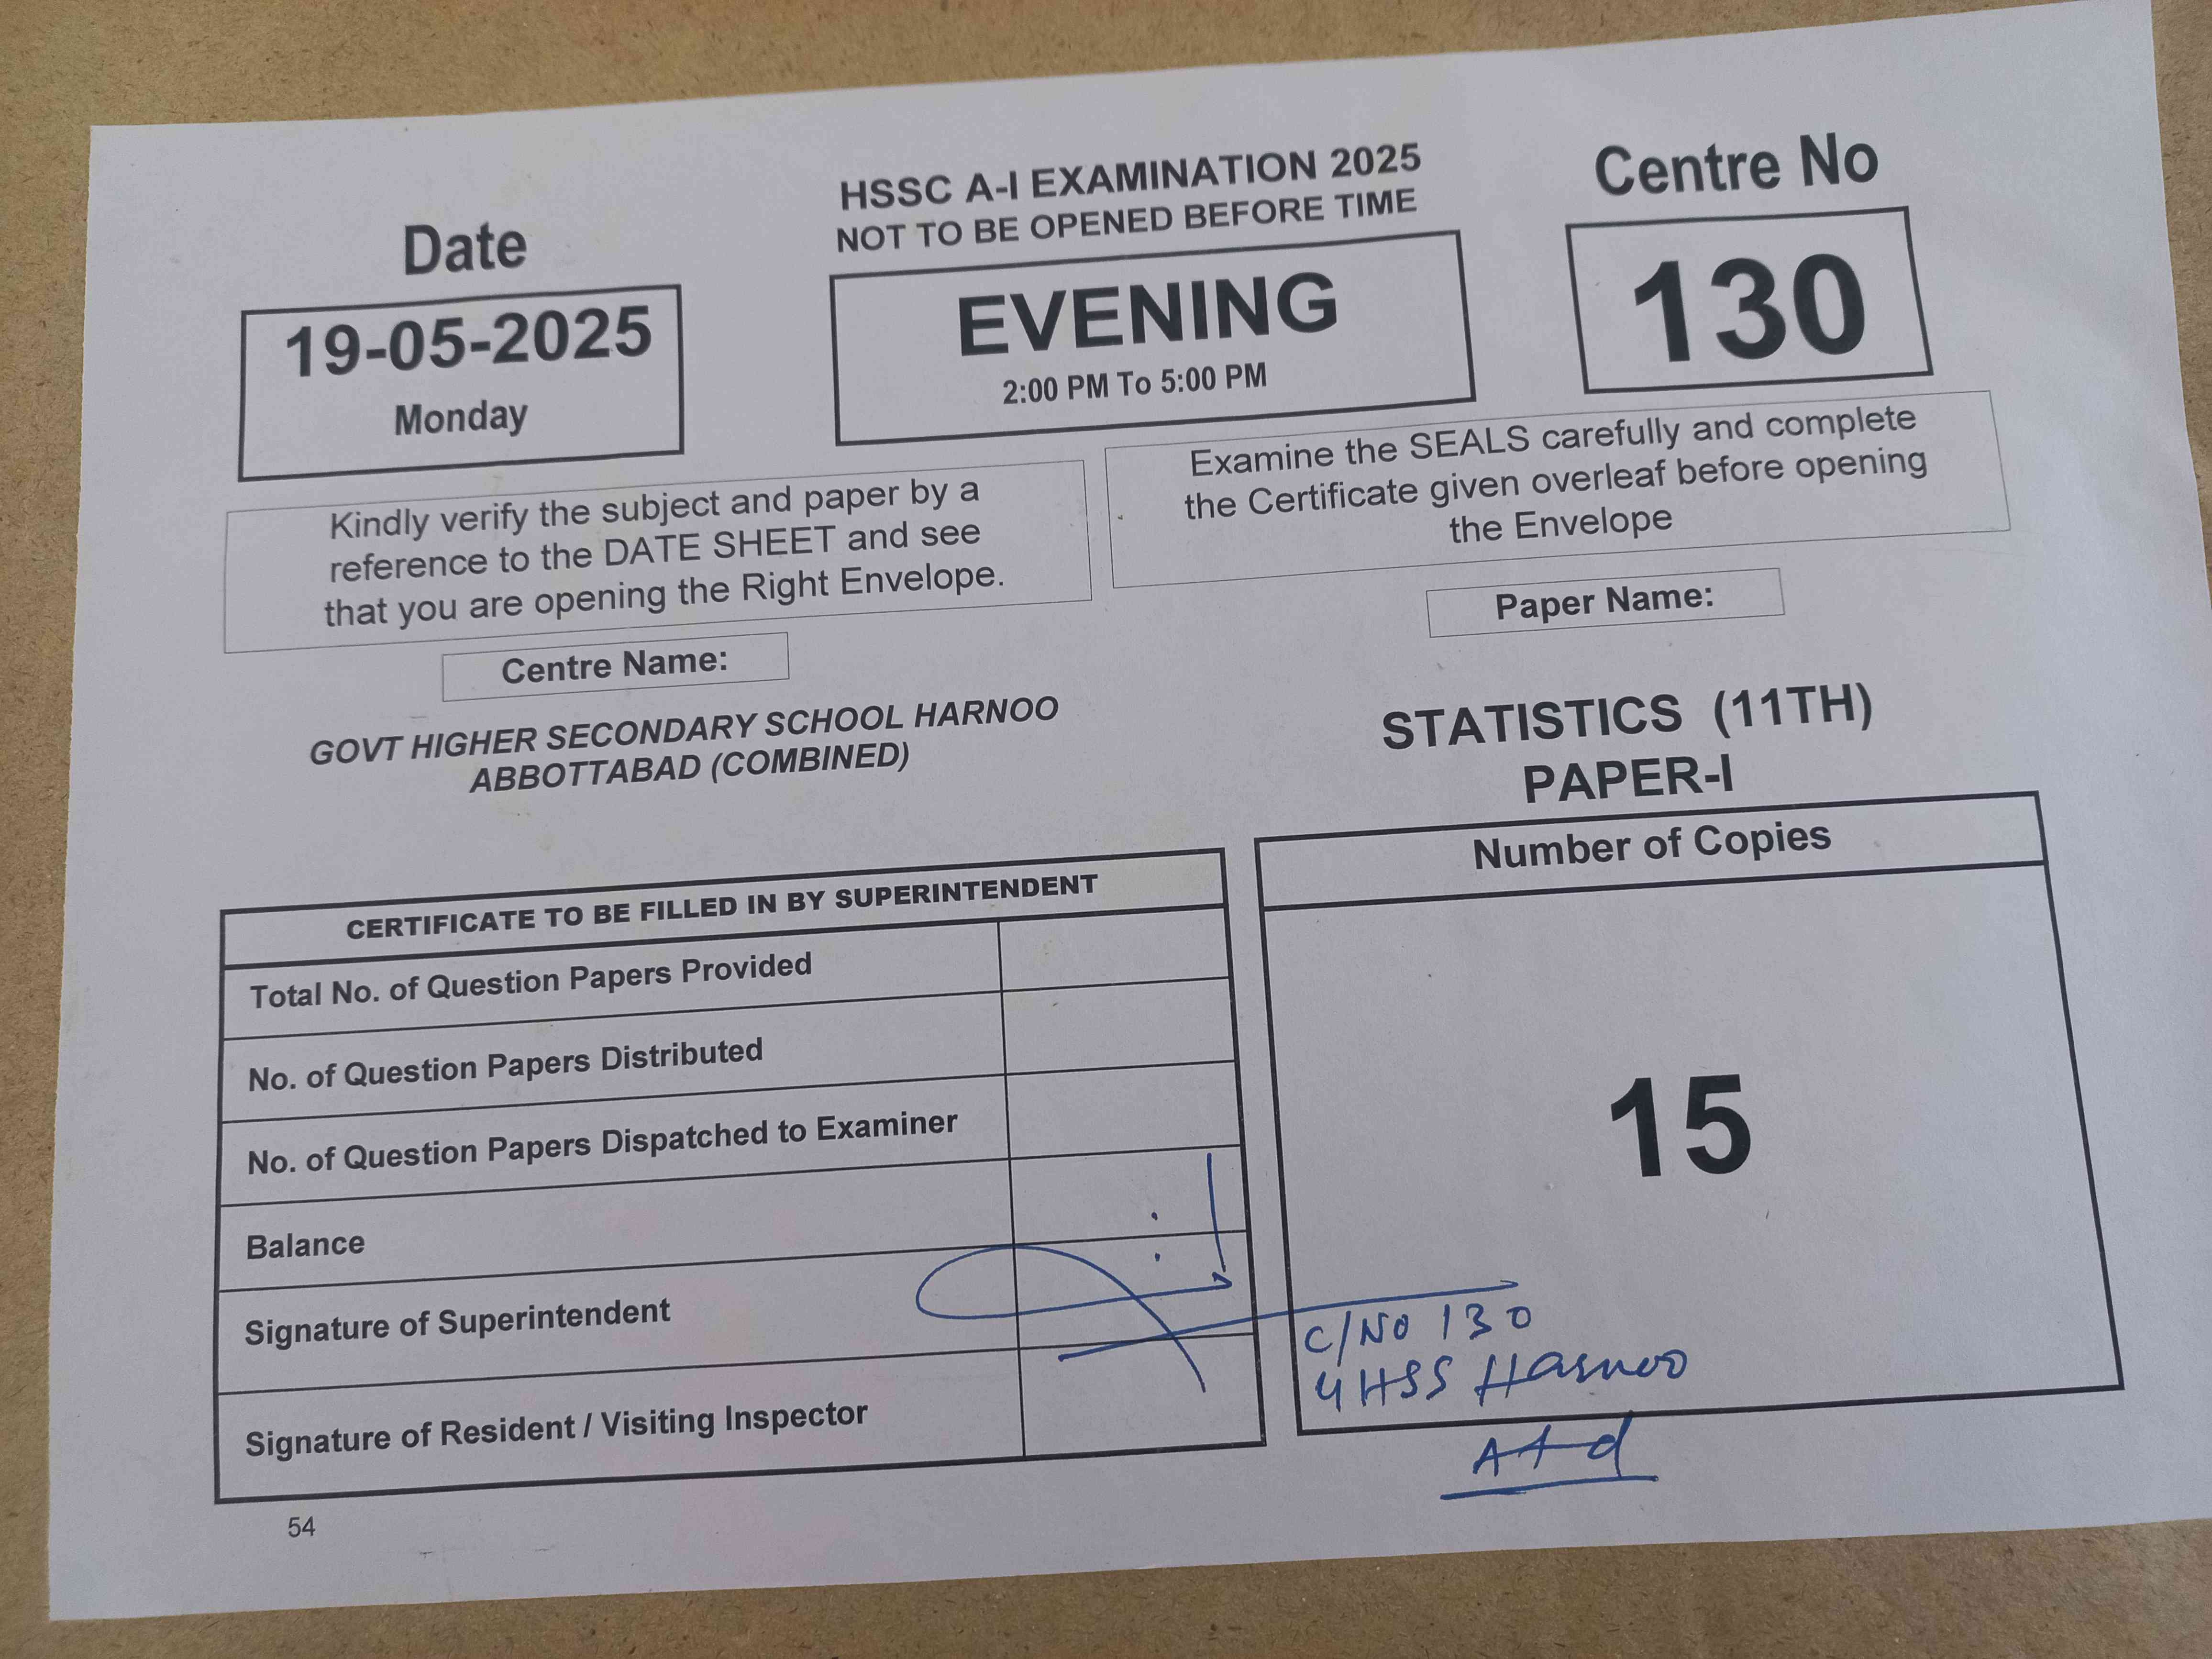 HSSC A-I EXAMINATION 2025
NOT TO BE OPENED BEFORE TIME
Date
19-05-2025
Monday
EVENING
2:00 PM To 5:00 PM
Centre No
130
Kindly verify the subject and paper by a
reference to the DATE SHEET and see
that you are opening the Right Envelope.
Examine the SEALS carefully and complete
the Certificate given overleaf before opening
the Envelope
Centre Name:
GOVT HIGHER SECONDARY SCHOOL HARNOO
ABBOTTABAD (COMBINED)
Paper Name:
STATISTICS (11TH)
PAPER-I
CERTIFICATE TO BE FILLED IN BY SUPERINTENDENT
Total No. of Question Papers Provided
No. of Question Papers Distributed
No. of Question Papers Dispatched to Examiner
Balance
Signature of Superintendent
Signature of Resident / Visiting Inspector
Number of Copies
15
C/No 130
GHSS Harnoo
Atd
54